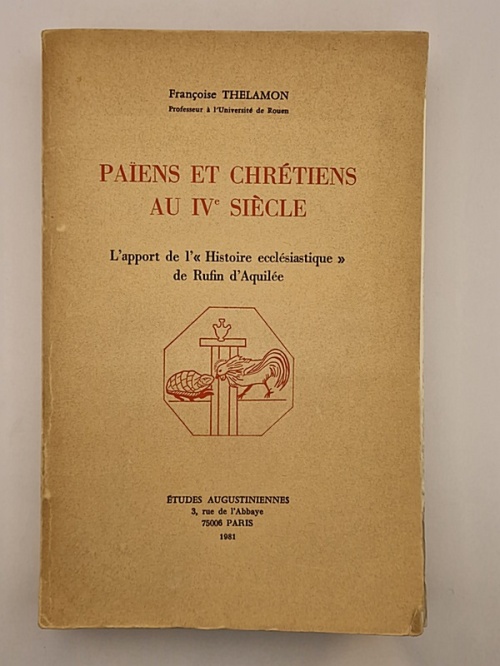 Françoise THELAMON
Professeur à l'Université de Rouen
PAÏENS ET CHRÉTIENS
AU IVe SIÈCLE
L'apport de l'« Histoire ecclésiastique »
de Rufin d'Aquilée
ÉTUDES AUGUSTINIENNES
3, rue de l'Abbaye
75006 PARIS
1981